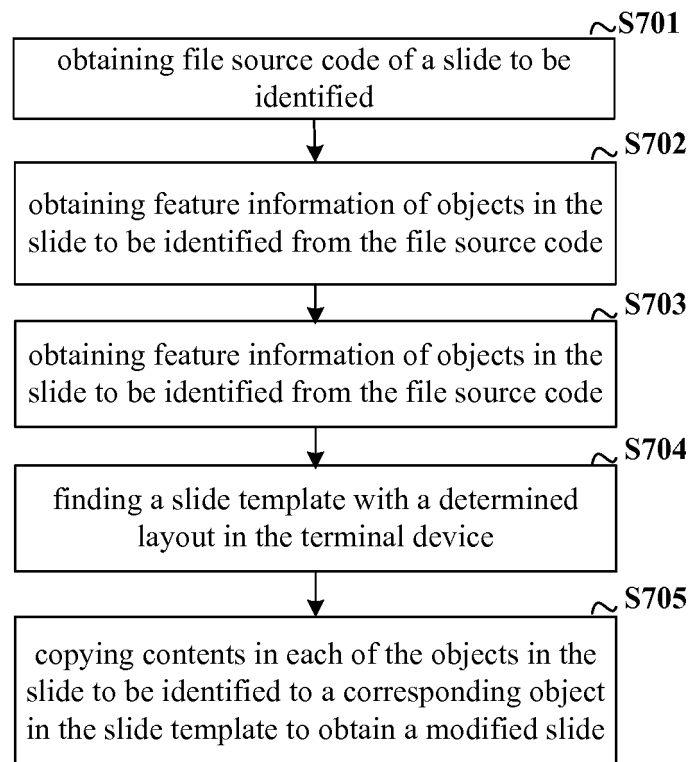 S701
obtaining file source code of a slide to be
identified
S702
obtaining feature information of objects in the
slide to be identified from the file source code
S703
obtaining feature information of objects in the
slide to be identified from the file source code
S704
finding a slide template with a determined
layout in the terminal device
S705
copying contents in each of the objects in the
slide to be identified to a corresponding object
in the slide template to obtain a modified slide